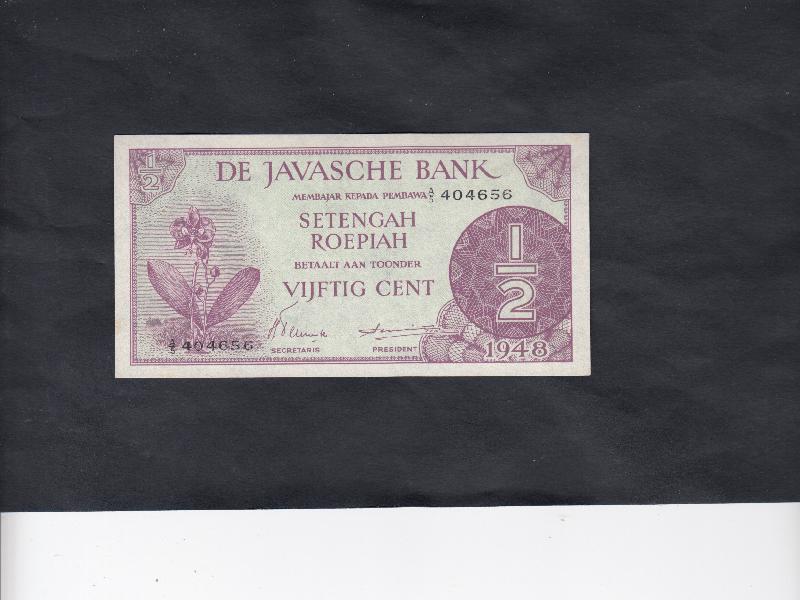 1/2
DE JAVASCHE BANK
MEMBAJAR KEPADA PEMBAWA A/5 404656
SETENGAH
ROEPIAH
BETAALT AAN TOONDER
VIJFTIG CENT
1/2
404656
SECRETARIS PRESIDENT
1948